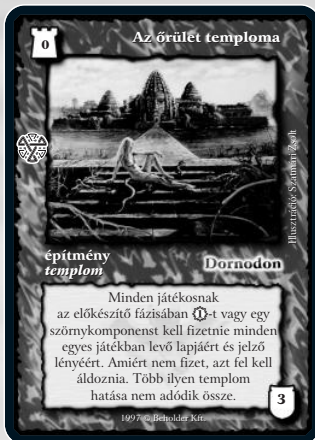 0
Az őrület temploma
Illusztráció: Szamári Zsolt
építmény
templom
Dornodon
Minden játékosnak
az előkészítő fázisában ①-t vagy egy
szörnykomponenst kell fizetnie minden
egyes játékban levő lapjáért és jelző
lényéért. Amiért nem fizet, azt fel kell
áldoznia. Több ilyen templom
hatása nem adódik össze.
3
1997 © Beholder Kft.